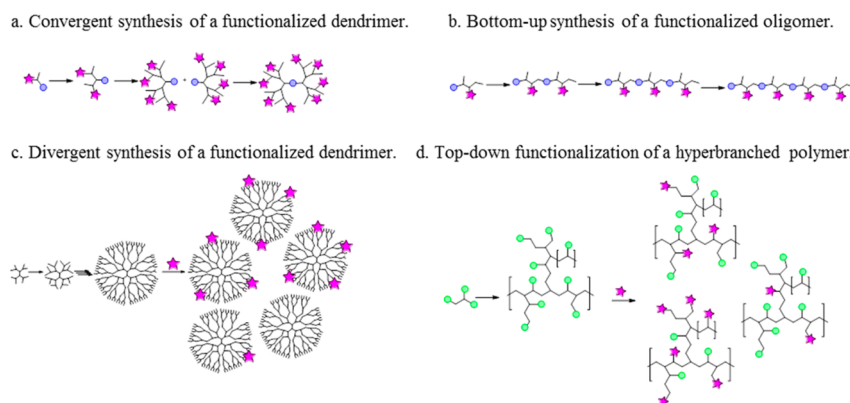 a. Convergent synthesis of a functionalized dendrimer.
b. Bottom-up synthesis of a functionalized oligomer.
c. Divergent synthesis of a functionalized dendrimer.
d. Top-down functionalization of a hyperbranched polymer